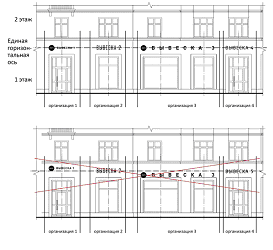 2 этаж
Единая
горизон-
тальная
ось
ВЫВЕСКА 1
ВЫВЕСКА 2
ВЫВЕСКА 3
ВЫВЕСКА 4
1 этаж
организация 1
организация 2
организация 3
организация 4
ВЫВЕСКА 1
ВЫВЕСКА 2
ВЫВЕСКА 3
ВЫВЕСКА 4
организация 1
организация 2
организация 3
организация 4